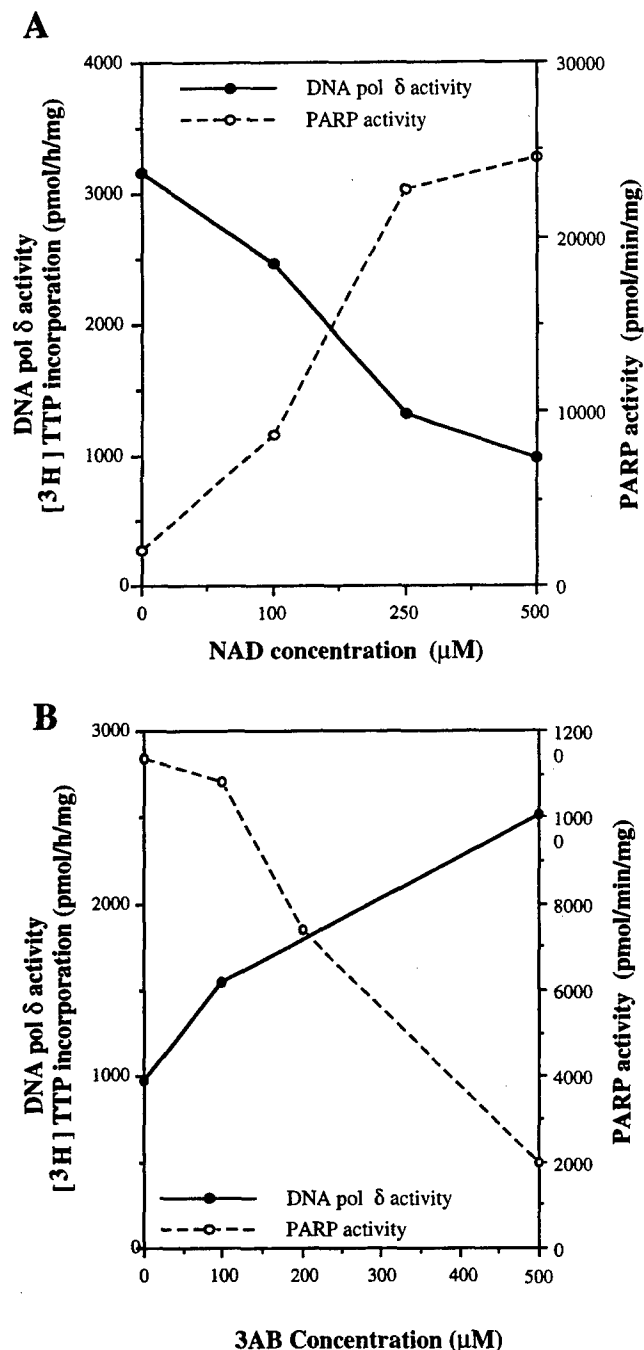 A
DNA pol δ activity
PARP activity
4000
3000
2000
1000
0
30000
20000
10000
0
DNA pol δ activity
[3H] TTP incorporation (pmol/h/mg)
PARP activity (pmol/min/mg)
0 100 250 500
NAD concentration (μM)
B
3000
2000
1000
0
1200
0
1000
0
8000
6000
4000
2000
0
DNA pol δ activity
[3H] TTP incorporation (pmol/h/mg)
PARP activity (pmol/min/mg)
DNA pol δ activity
PARP activity
0 100 200 300 400 500
3AB Concentration (μM)